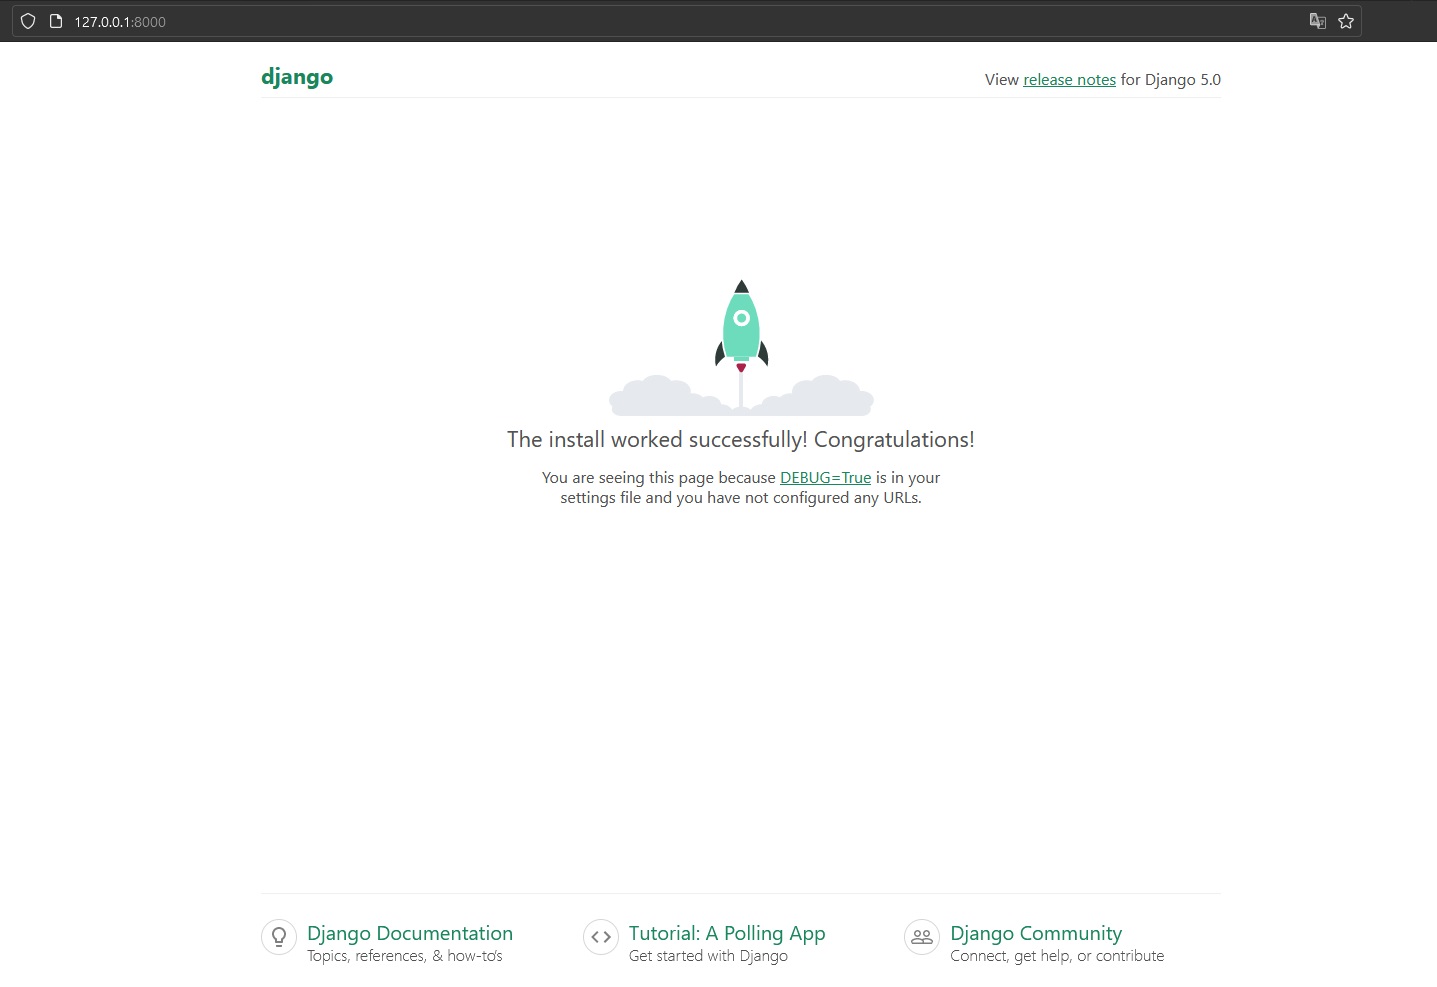 127.0.0.1:8000
django
View release notes for Django 5.0
The install worked successfully! Congratulations!
You are seeing this page because DEBUG=True is in your
settings file and you have not configured any URLs.
Django Documentation
Topics, references, & how-to's
Tutorial: A Polling App
Get started with Django
Django Community
Connect, get help, or contribute